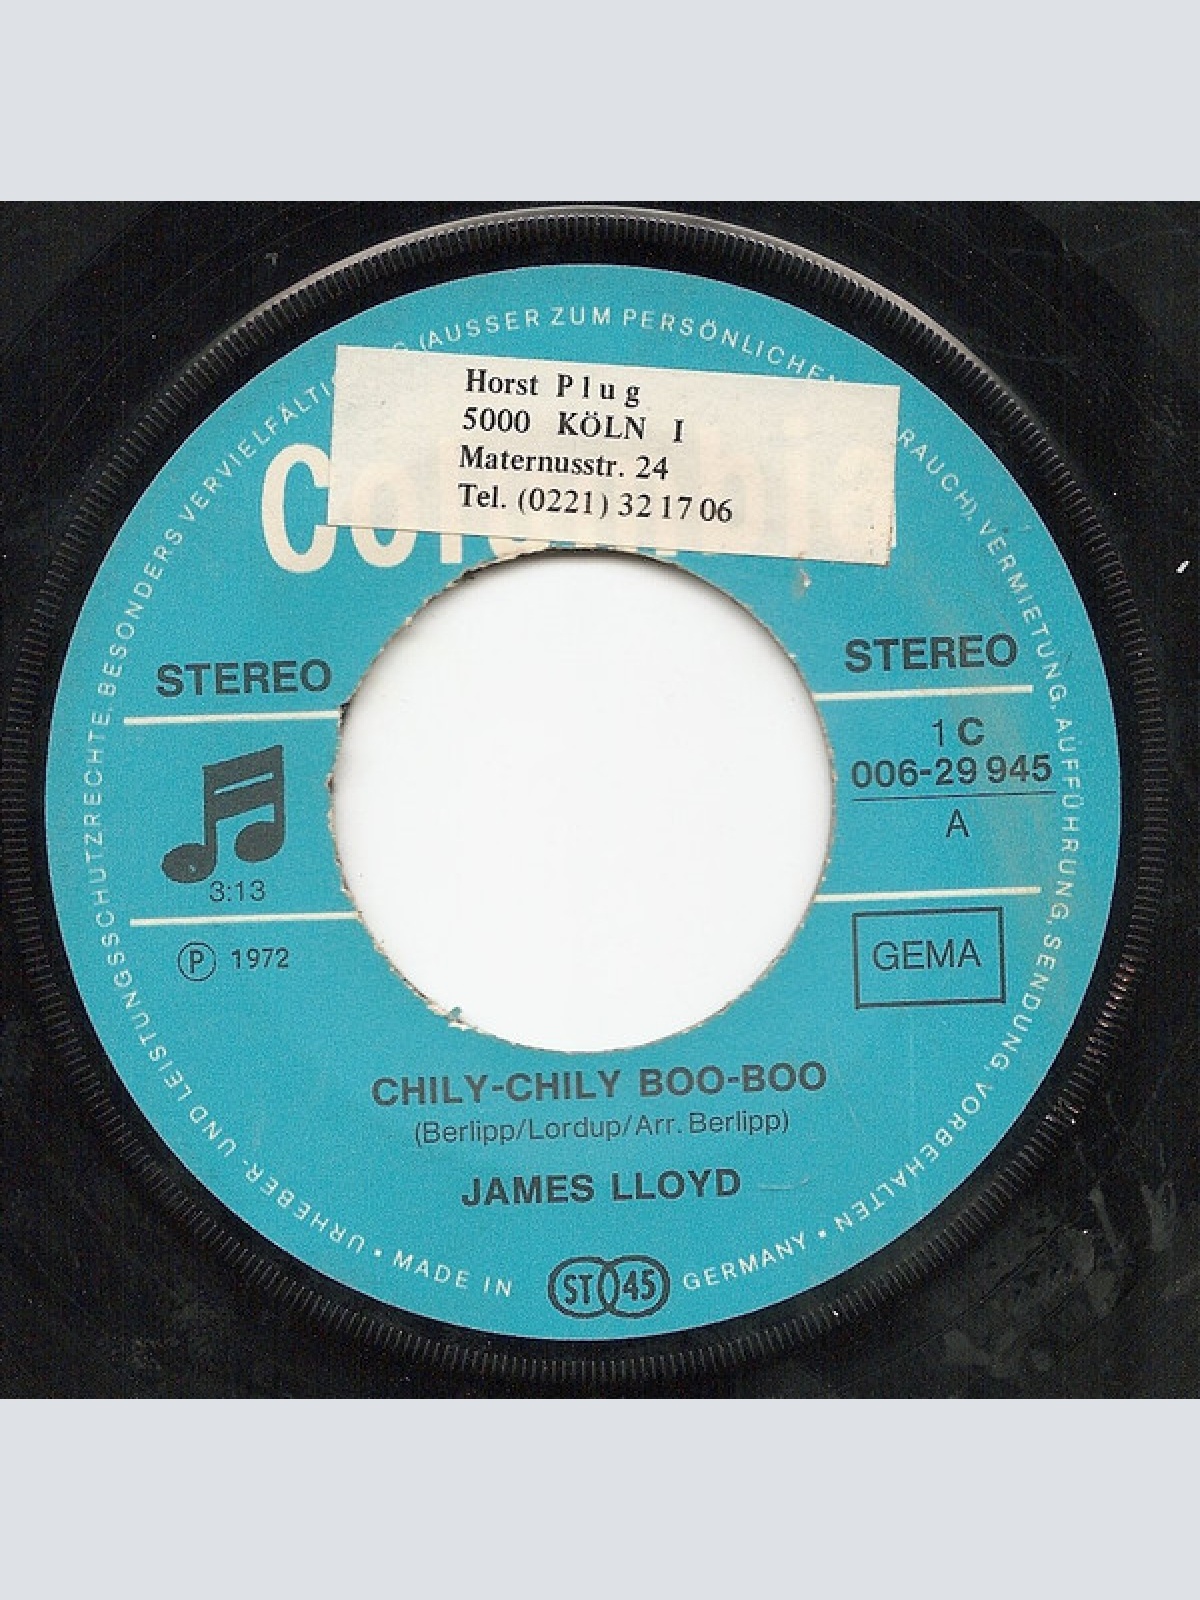 URHEBER- UND LEISTUNGSSCHUTZRECHTE, BESONDERS VERVIELFÄLTI G (AUSSER ZUM PERSÖNLICHEN RAUCH), VERMIETUNG, AUFFÜHRUNG, SENDUNG, VORBEHALTEN •
Horst Plug
5000 KÖLN I
Maternusstr. 24
Tel. (0221) 32 17 06
Columbia
STEREO
STEREO
1 C
006-29 945
A
3:13
Ⓟ 1972
GEMA
CHILY-CHILY BOO-BOO
(Berlipp/Lordup/Arr. Berlipp)
JAMES LLOYD
• MADE IN ST 45 GERMANY